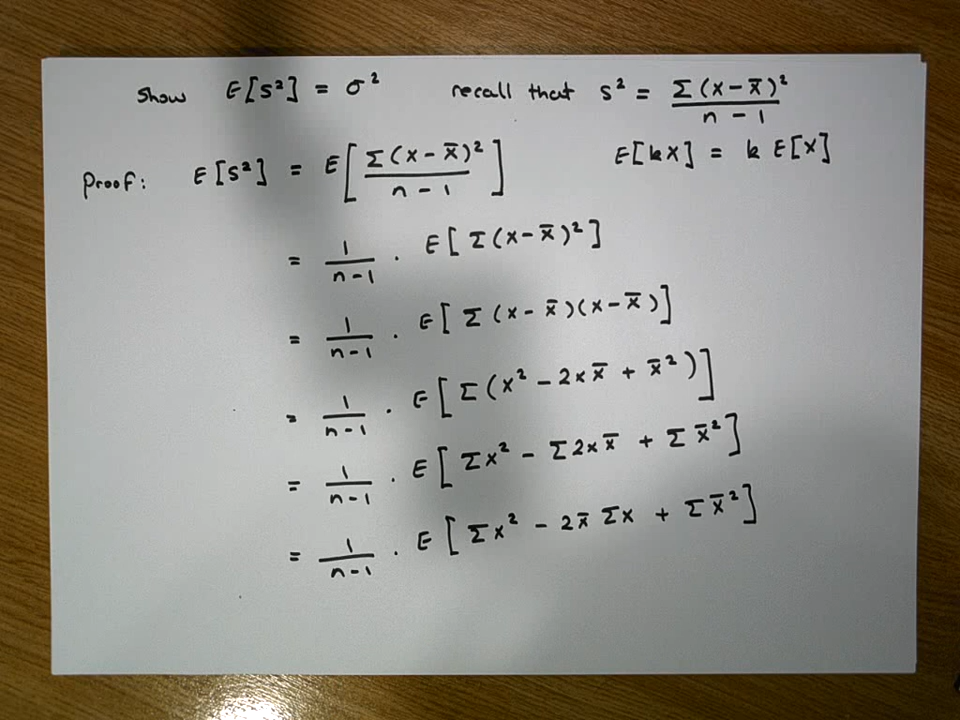 Show E[s²] = σ² recall that s² = Σ(x-x̄)²/n-1
Proof: E[s²] = E[Σ(x-x̄)²/n-1] E[kx] = k E[x]
= 1/n-1 · E[Σ(x-x̄)²]
= 1/n-1 · E[Σ(x-x̄)(x-x̄)]
= 1/n-1 · E[Σ(x² - 2xx̄ + x̄²)]
= 1/n-1 · E[Σx² - Σ2xx̄ + Σx̄²]
= 1/n-1 · E[Σx² - 2x̄ Σx + Σx̄²]